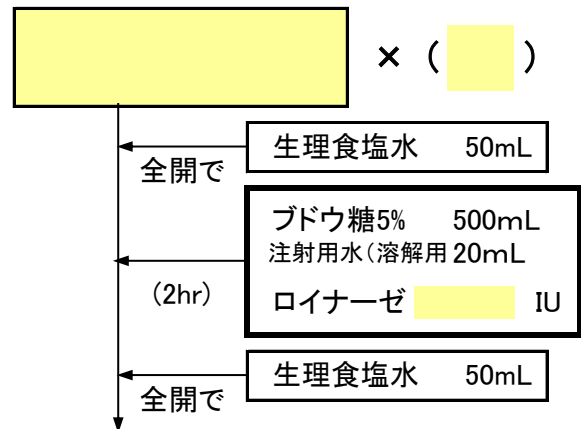 × ( )
生理食塩水 50mL
全開で
ブドウ糖5% 500mL
注射用水(溶解用 20mL
(2hr)
ロイナーゼ IU
生理食塩水 50mL
全開で